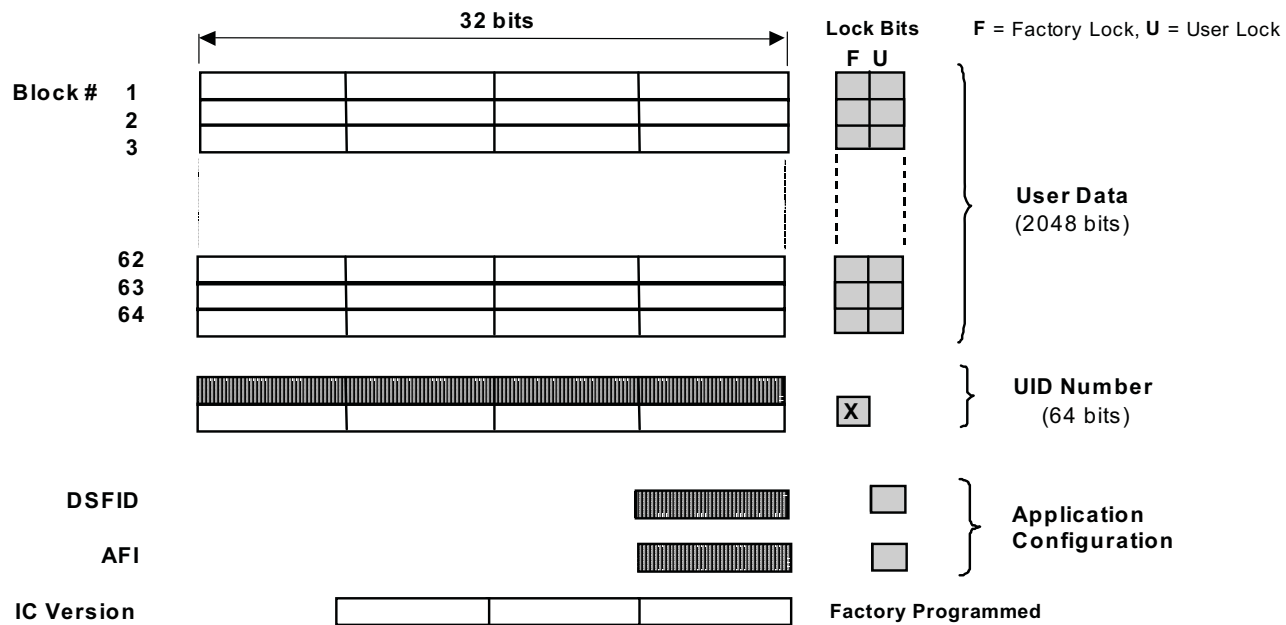 32 bits
Lock Bits
F = Factory Lock, U = User Lock
F U
Block # 1
2
3
User Data
(2048 bits)
62
63
64
X
UID Number
(64 bits)
DSFID
AFI
Application
Configuration
IC Version
Factory Programmed